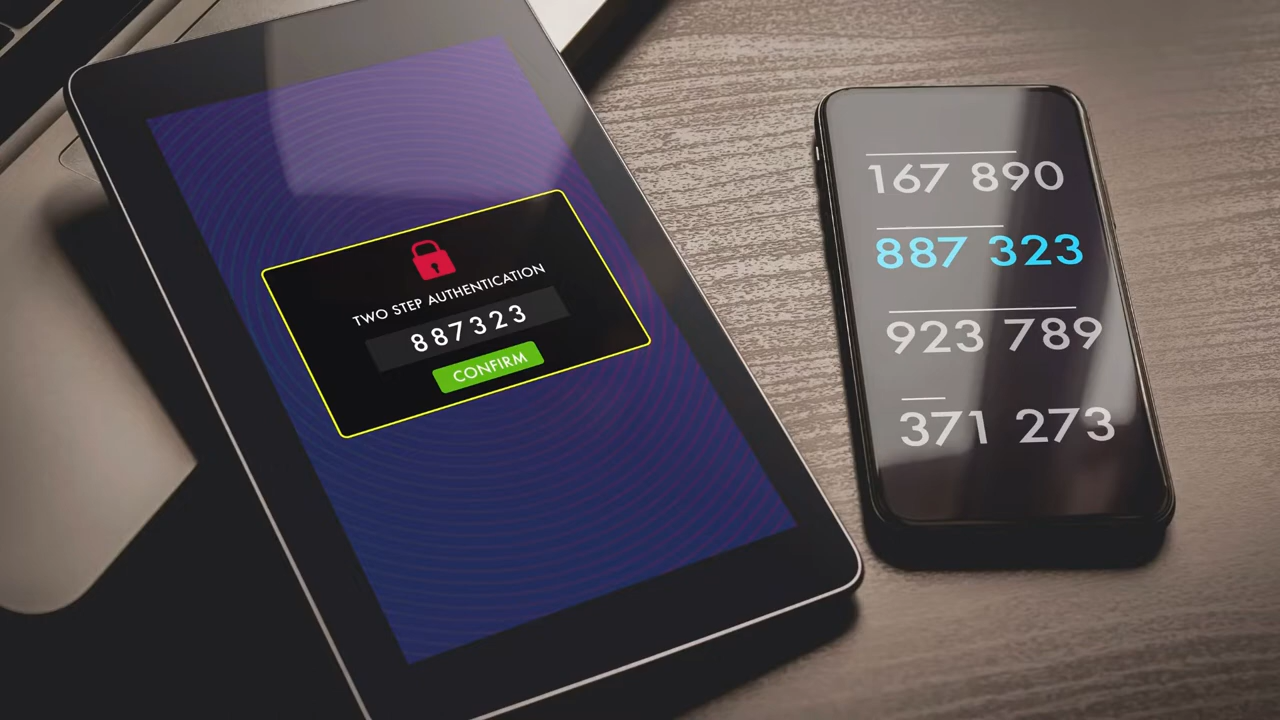 TWO STEP AUTHENTICATION
887323
CONFIRM
167 890
887 323
923 789
371 273